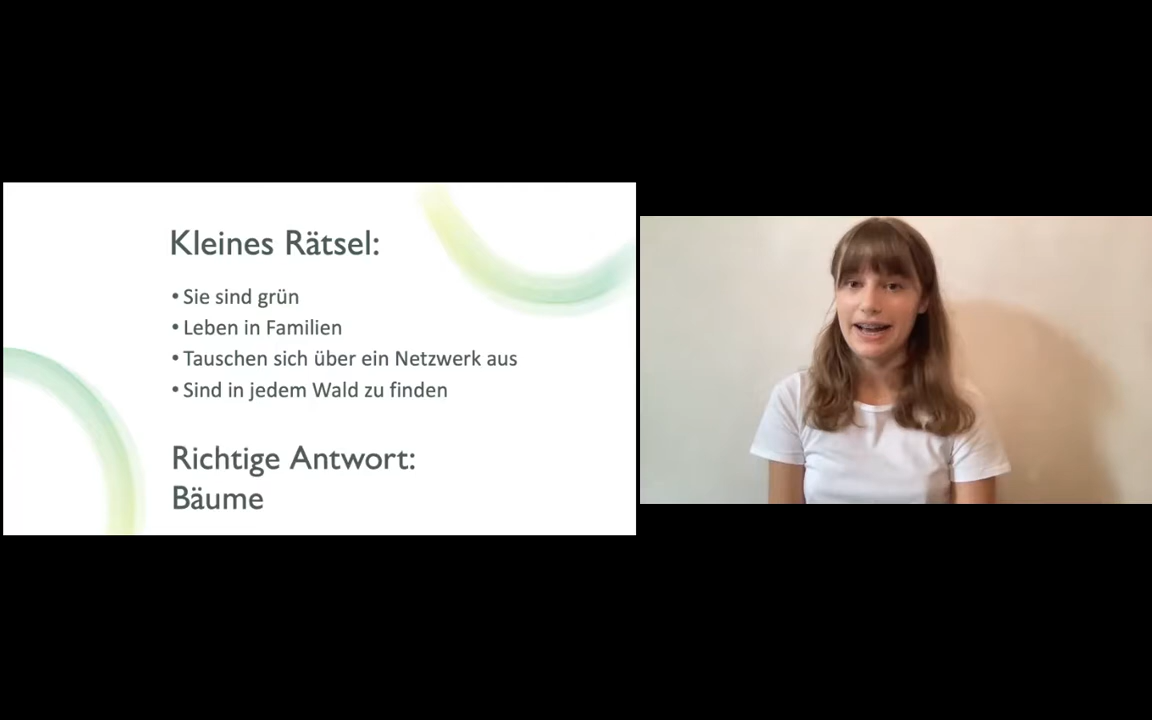 Kleines Rätsel:
• Sie sind grün
• Leben in Familien
• Tauschen sich über ein Netzwerk aus
• Sind in jedem Wald zu finden
Richtige Antwort:
Bäume